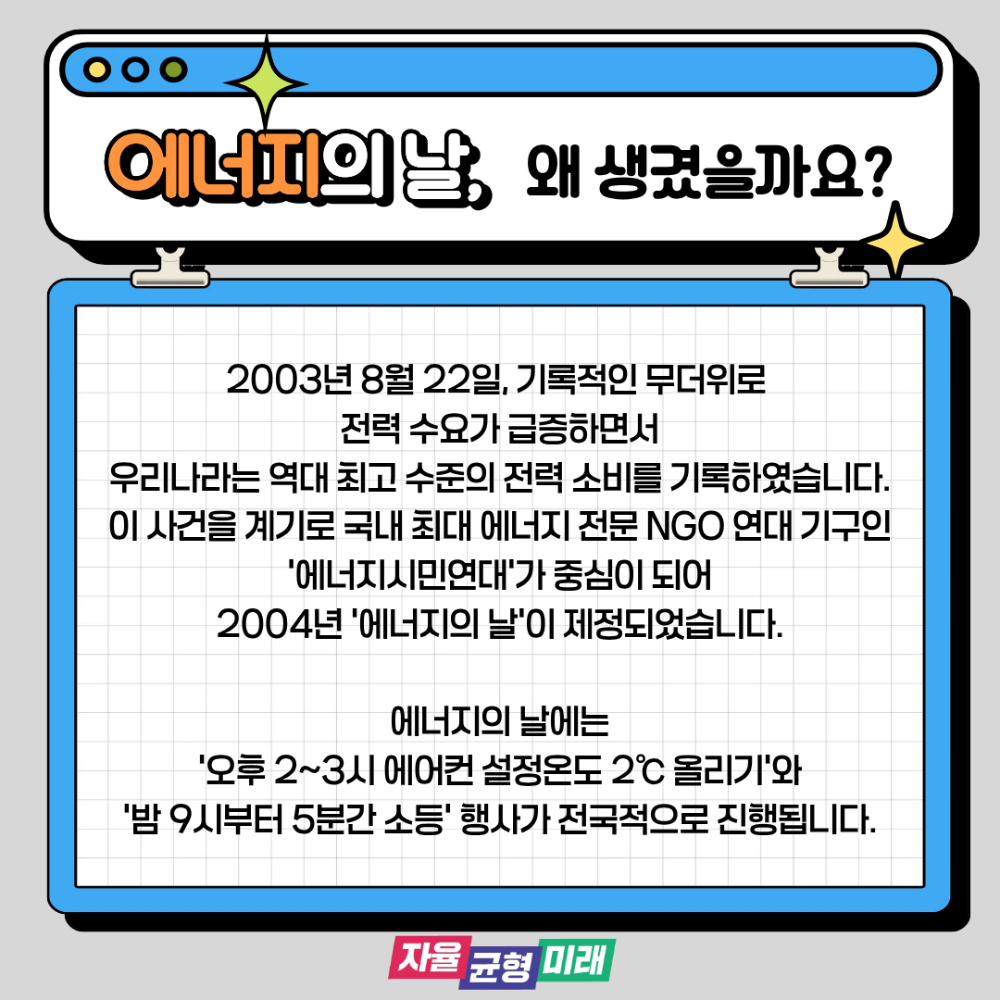 에너지의 날, 왜 생겼을까요?
2003년 8월 22일, 기록적인 무더위로
전력 수요가 급증하면서
우리나라는 역대 최고 수준의 전력 소비를 기록하였습니다.
이 사건을 계기로 국내 최대 에너지 전문 NGO 연대 기구인
'에너지시민연대'가 중심이 되어
2004년 '에너지의 날'이 제정되었습니다.
에너지의 날에는
'오후 2~3시 에어컨 설정온도 2℃ 올리기'와
'밤 9시부터 5분간 소등' 행사가 전국적으로 진행됩니다.
자율 균형 미래